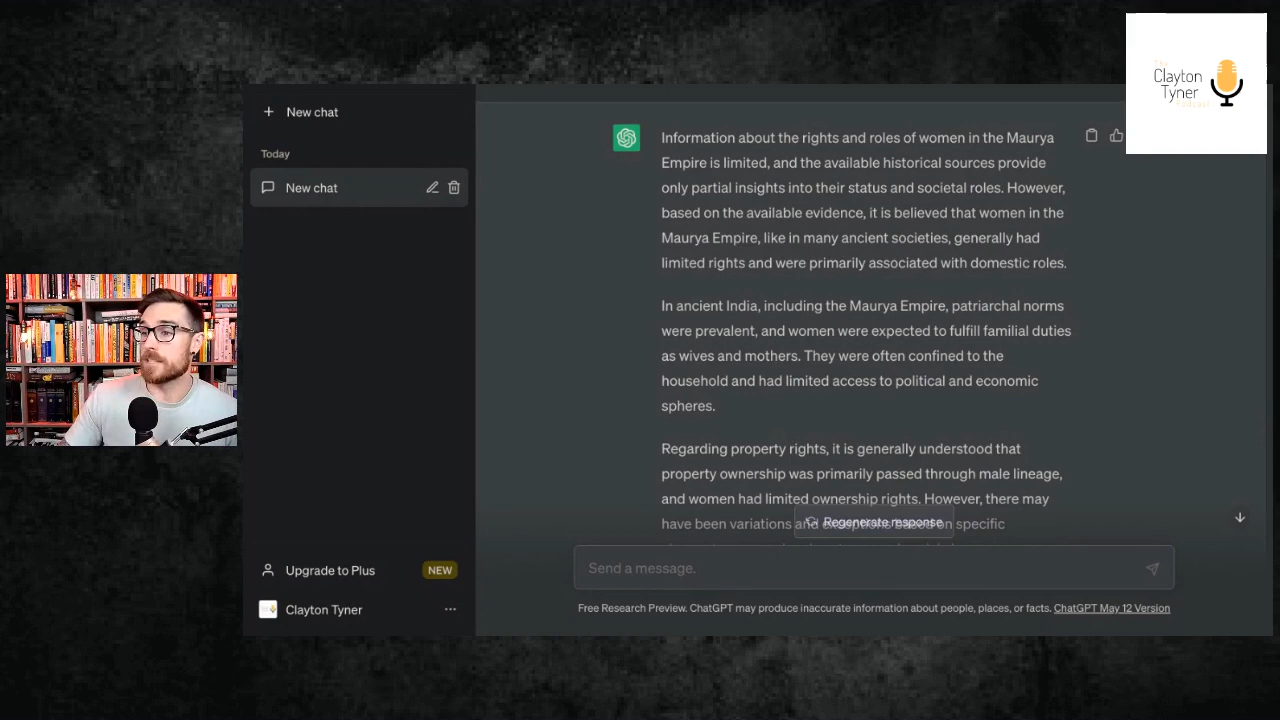 The
Clayton
Tyner
Podcast
New chat
Today
New chat
Upgrade to Plus
NEW
Clayton Tyner
Information about the rights and roles of women in the Maurya
Empire is limited, and the available historical sources provide
only partial insights into their status and societal roles. However,
based on the available evidence, it is believed that women in the
Maurya Empire, like in many ancient societies, generally had
limited rights and were primarily associated with domestic roles.
In ancient India, including the Maurya Empire, patriarchal norms
were prevalent, and women were expected to fulfill familial duties
as wives and mothers. They were often confined to the
household and had limited access to political and economic
spheres.
Regarding property rights, it is generally understood that
property ownership was primarily passed through male lineage,
and women had limited ownership rights. However, there may
have been variations and exceptions based on specific
Regenerate response
Send a message.
Free Research Preview. ChatGPT may produce inaccurate information about people, places, or facts. ChatGPT May 12 Version